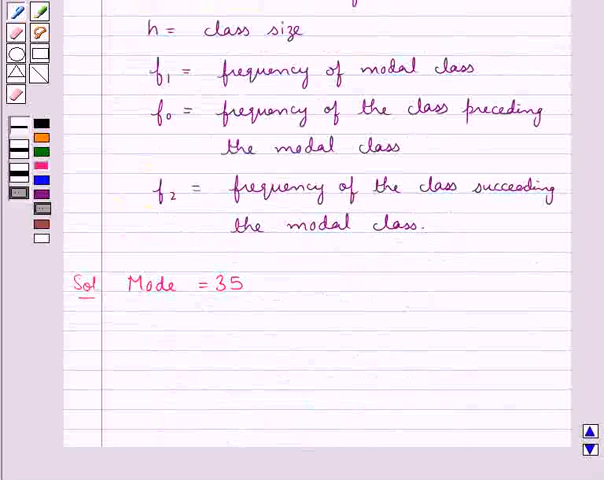 h = class size
f₁ = frequency of modal class
f₀ = frequency of the class preceding
the modal class
f₂ = frequency of the class succeeding
the modal class.
Sol Mode = 35